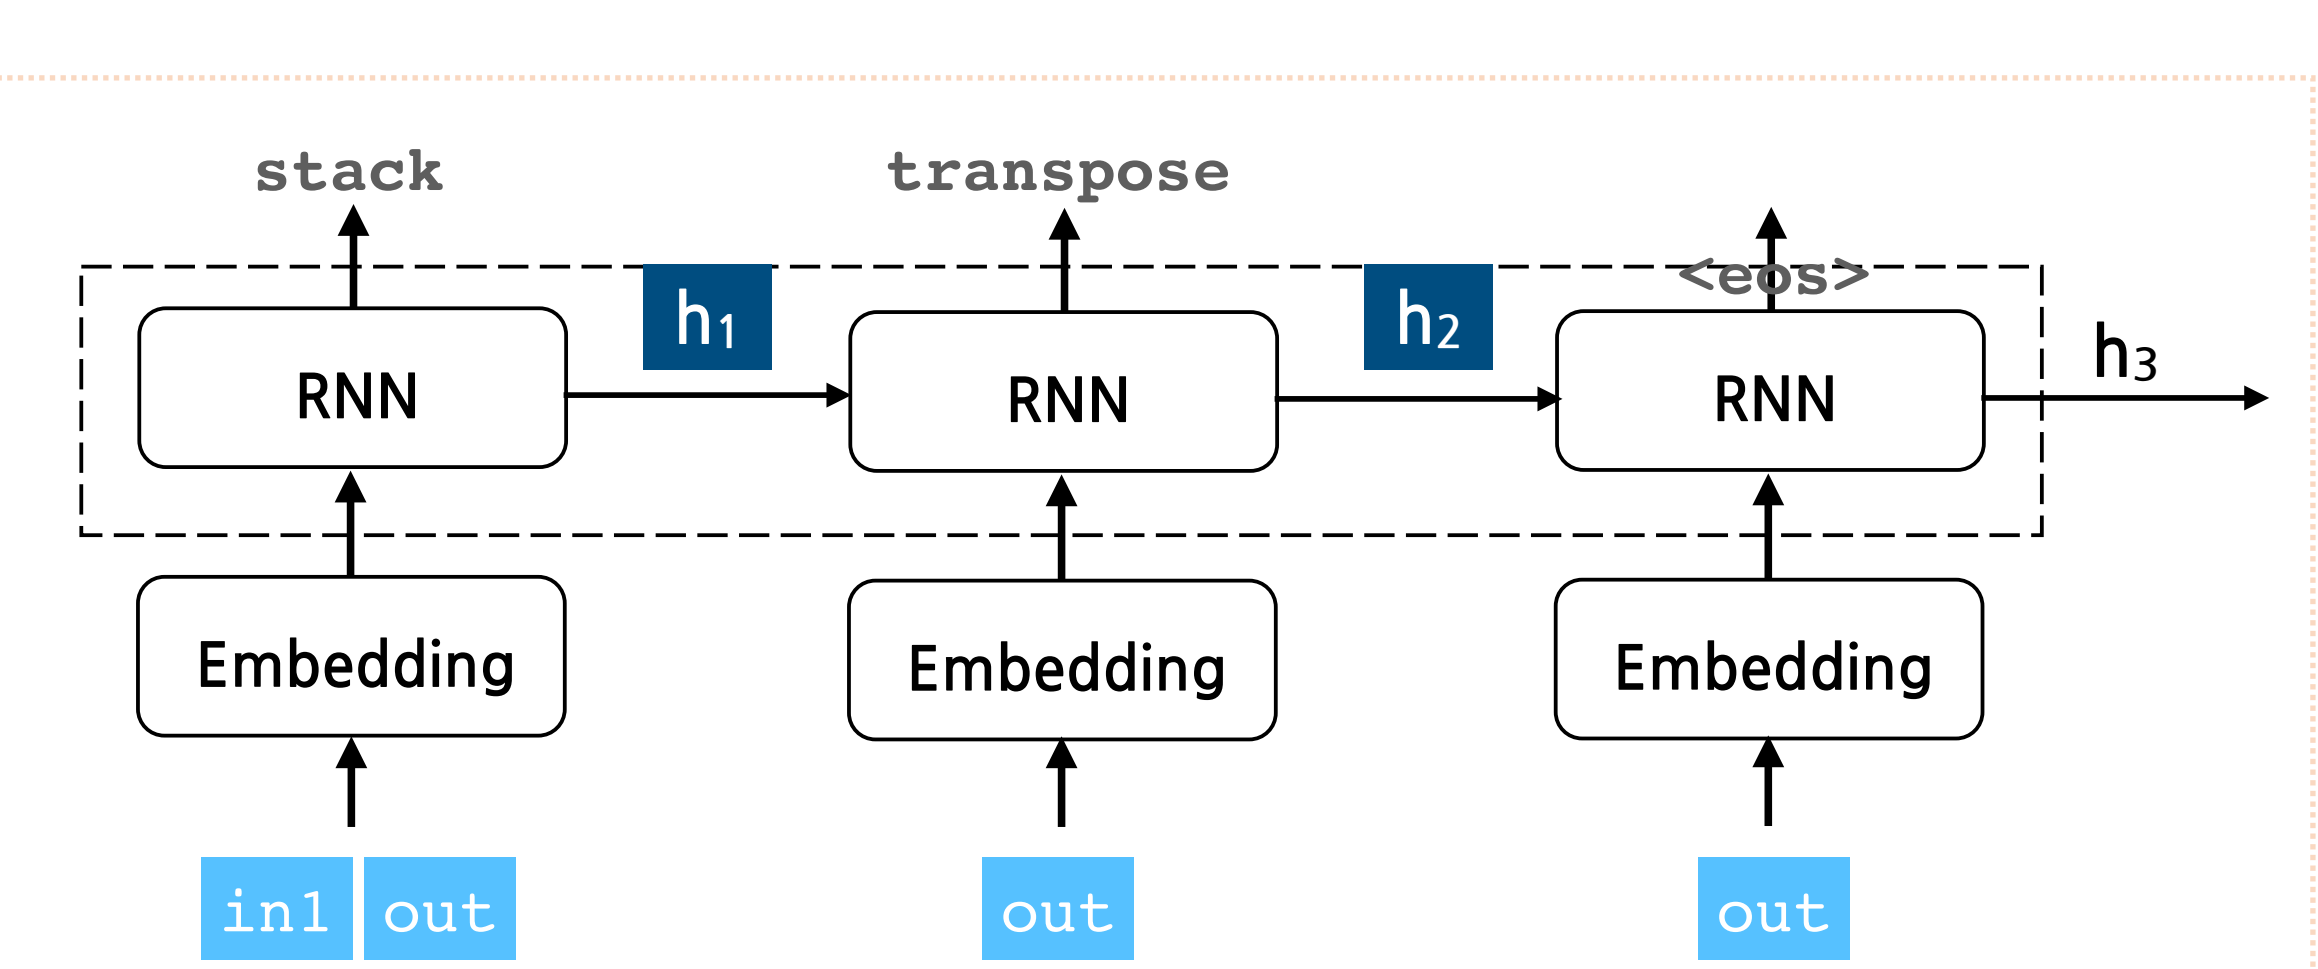 stack
transpose
<eos>
h1
h2
h3
RNN
RNN
RNN
Embedding
Embedding
Embedding
in1
out
out
out